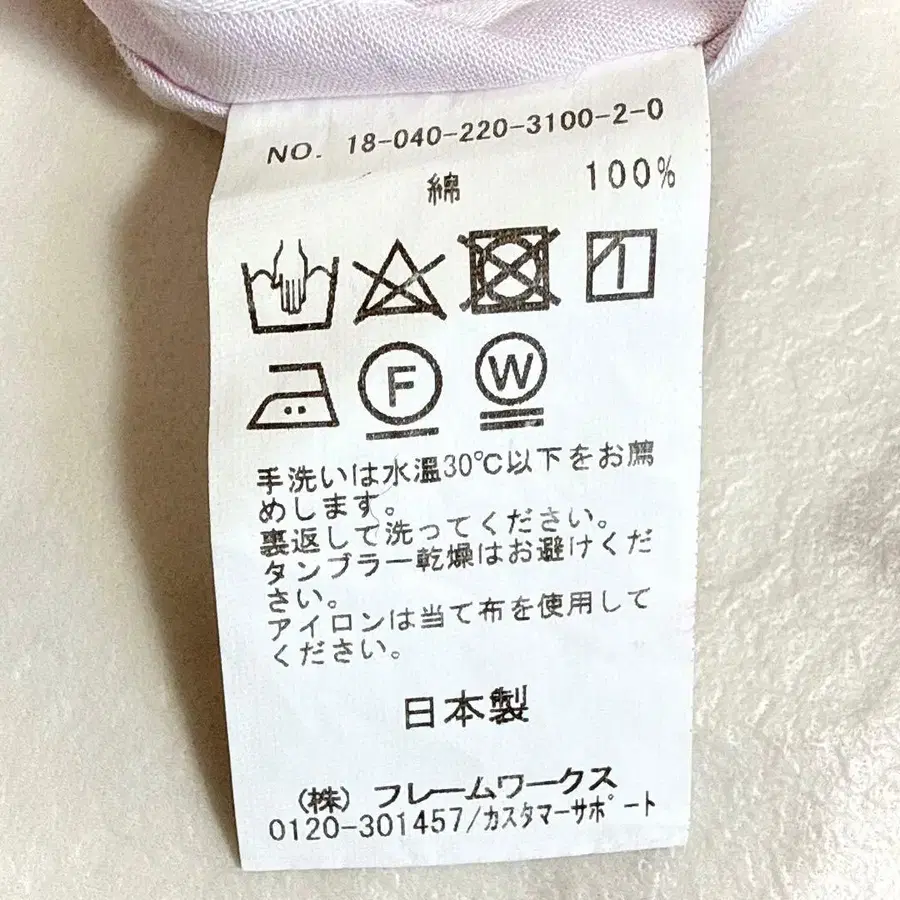 NO. 18-040-220-3100-2-0
綿 100%
F W
手洗いは水温30℃以下をお薦
めします。
裏返して洗ってください。
タンブラー乾燥はお避けくだ
さい。
アイロンは当て布を使用して
ください。
日本製
(株) フレームワークス
0120-301457/カスタマーサポート